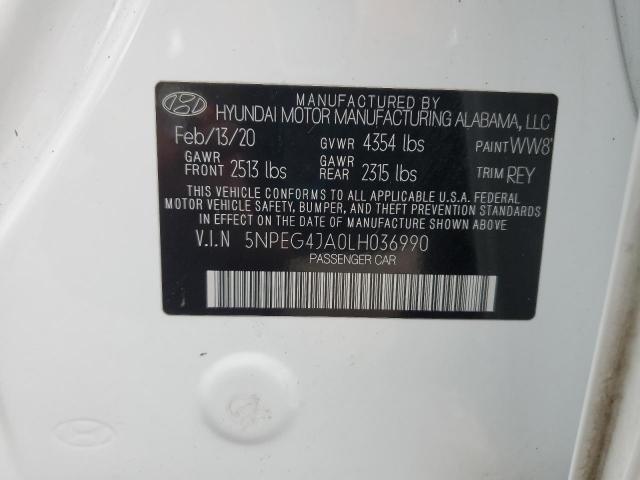 MANUFACTURED BY
HYUNDAI MOTOR MANUFACTURING ALABAMA, LLC
Feb/13/20 GVWR 4354 lbs PAINT WW8
GAWR FRONT 2513 lbs GAWR REAR 2315 lbs TRIM REY
THIS VEHICLE CONFORMS TO ALL APPLICABLE U.S.A. FEDERAL
MOTOR VEHICLE SAFETY, BUMPER, AND THEFT PREVENTION
STANDARDS IN EFFECT ON THE DATE OF MANUFACTURE SHOWN ABOVE
V.I.N 5NPEG4JA0LH036990
PASSENGER CAR